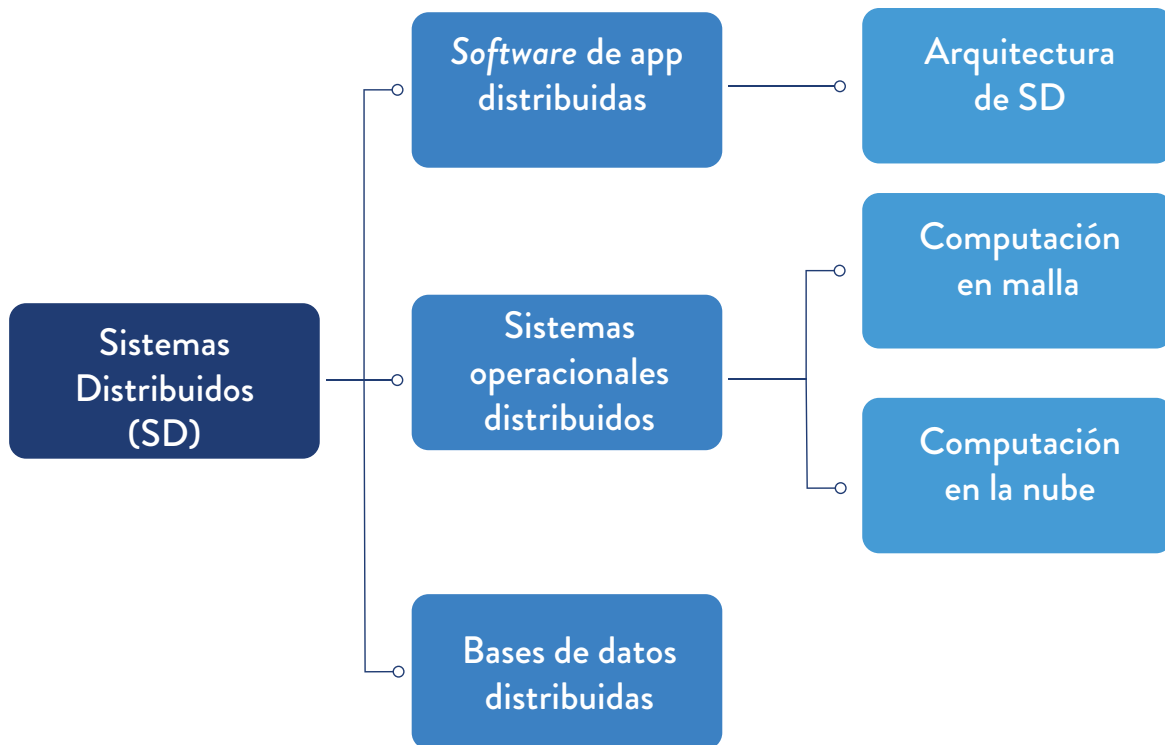 Software de app
distribuidas
Arquitectura
de SD
Computación
en malla
Sistemas
Distribuidos
(SD)
Sistemas
operacionales
distribuidos
Computación
en la nube
Bases de datos
distribuidas